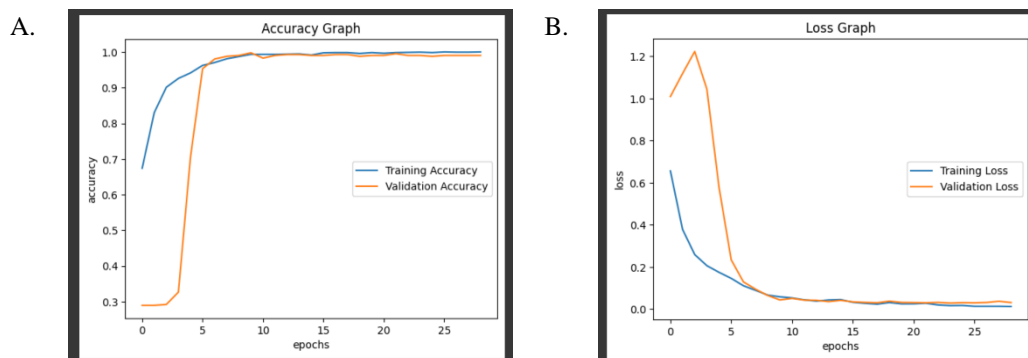 A.
Accuracy Graph
1.0
0.9
0.8
0.7
0.6
0.5
0.4
0.3
accuracy
Training Accuracy
Validation Accuracy
0 5 10 15 20 25
epochs
B.
Loss Graph
1.2
1.0
0.8
0.6
0.4
0.2
0.0
loss
Training Loss
Validation Loss
0 5 10 15 20 25
epochs